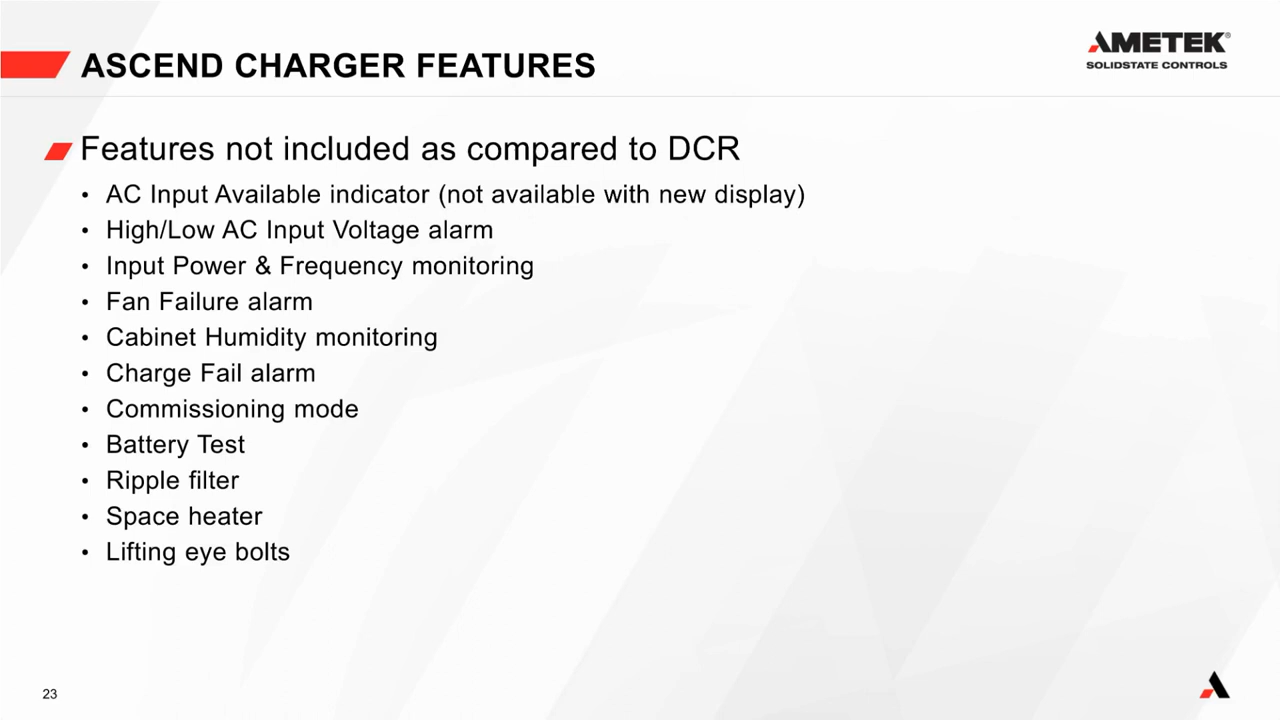 ASCEND CHARGER FEATURES
AMETEK®
SOLIDSTATE CONTROLS
Features not included as compared to DCR
• AC Input Available indicator (not available with new display)
• High/Low AC Input Voltage alarm
• Input Power & Frequency monitoring
• Fan Failure alarm
• Cabinet Humidity monitoring
• Charge Fail alarm
• Commissioning mode
• Battery Test
• Ripple filter
• Space heater
• Lifting eye bolts
23